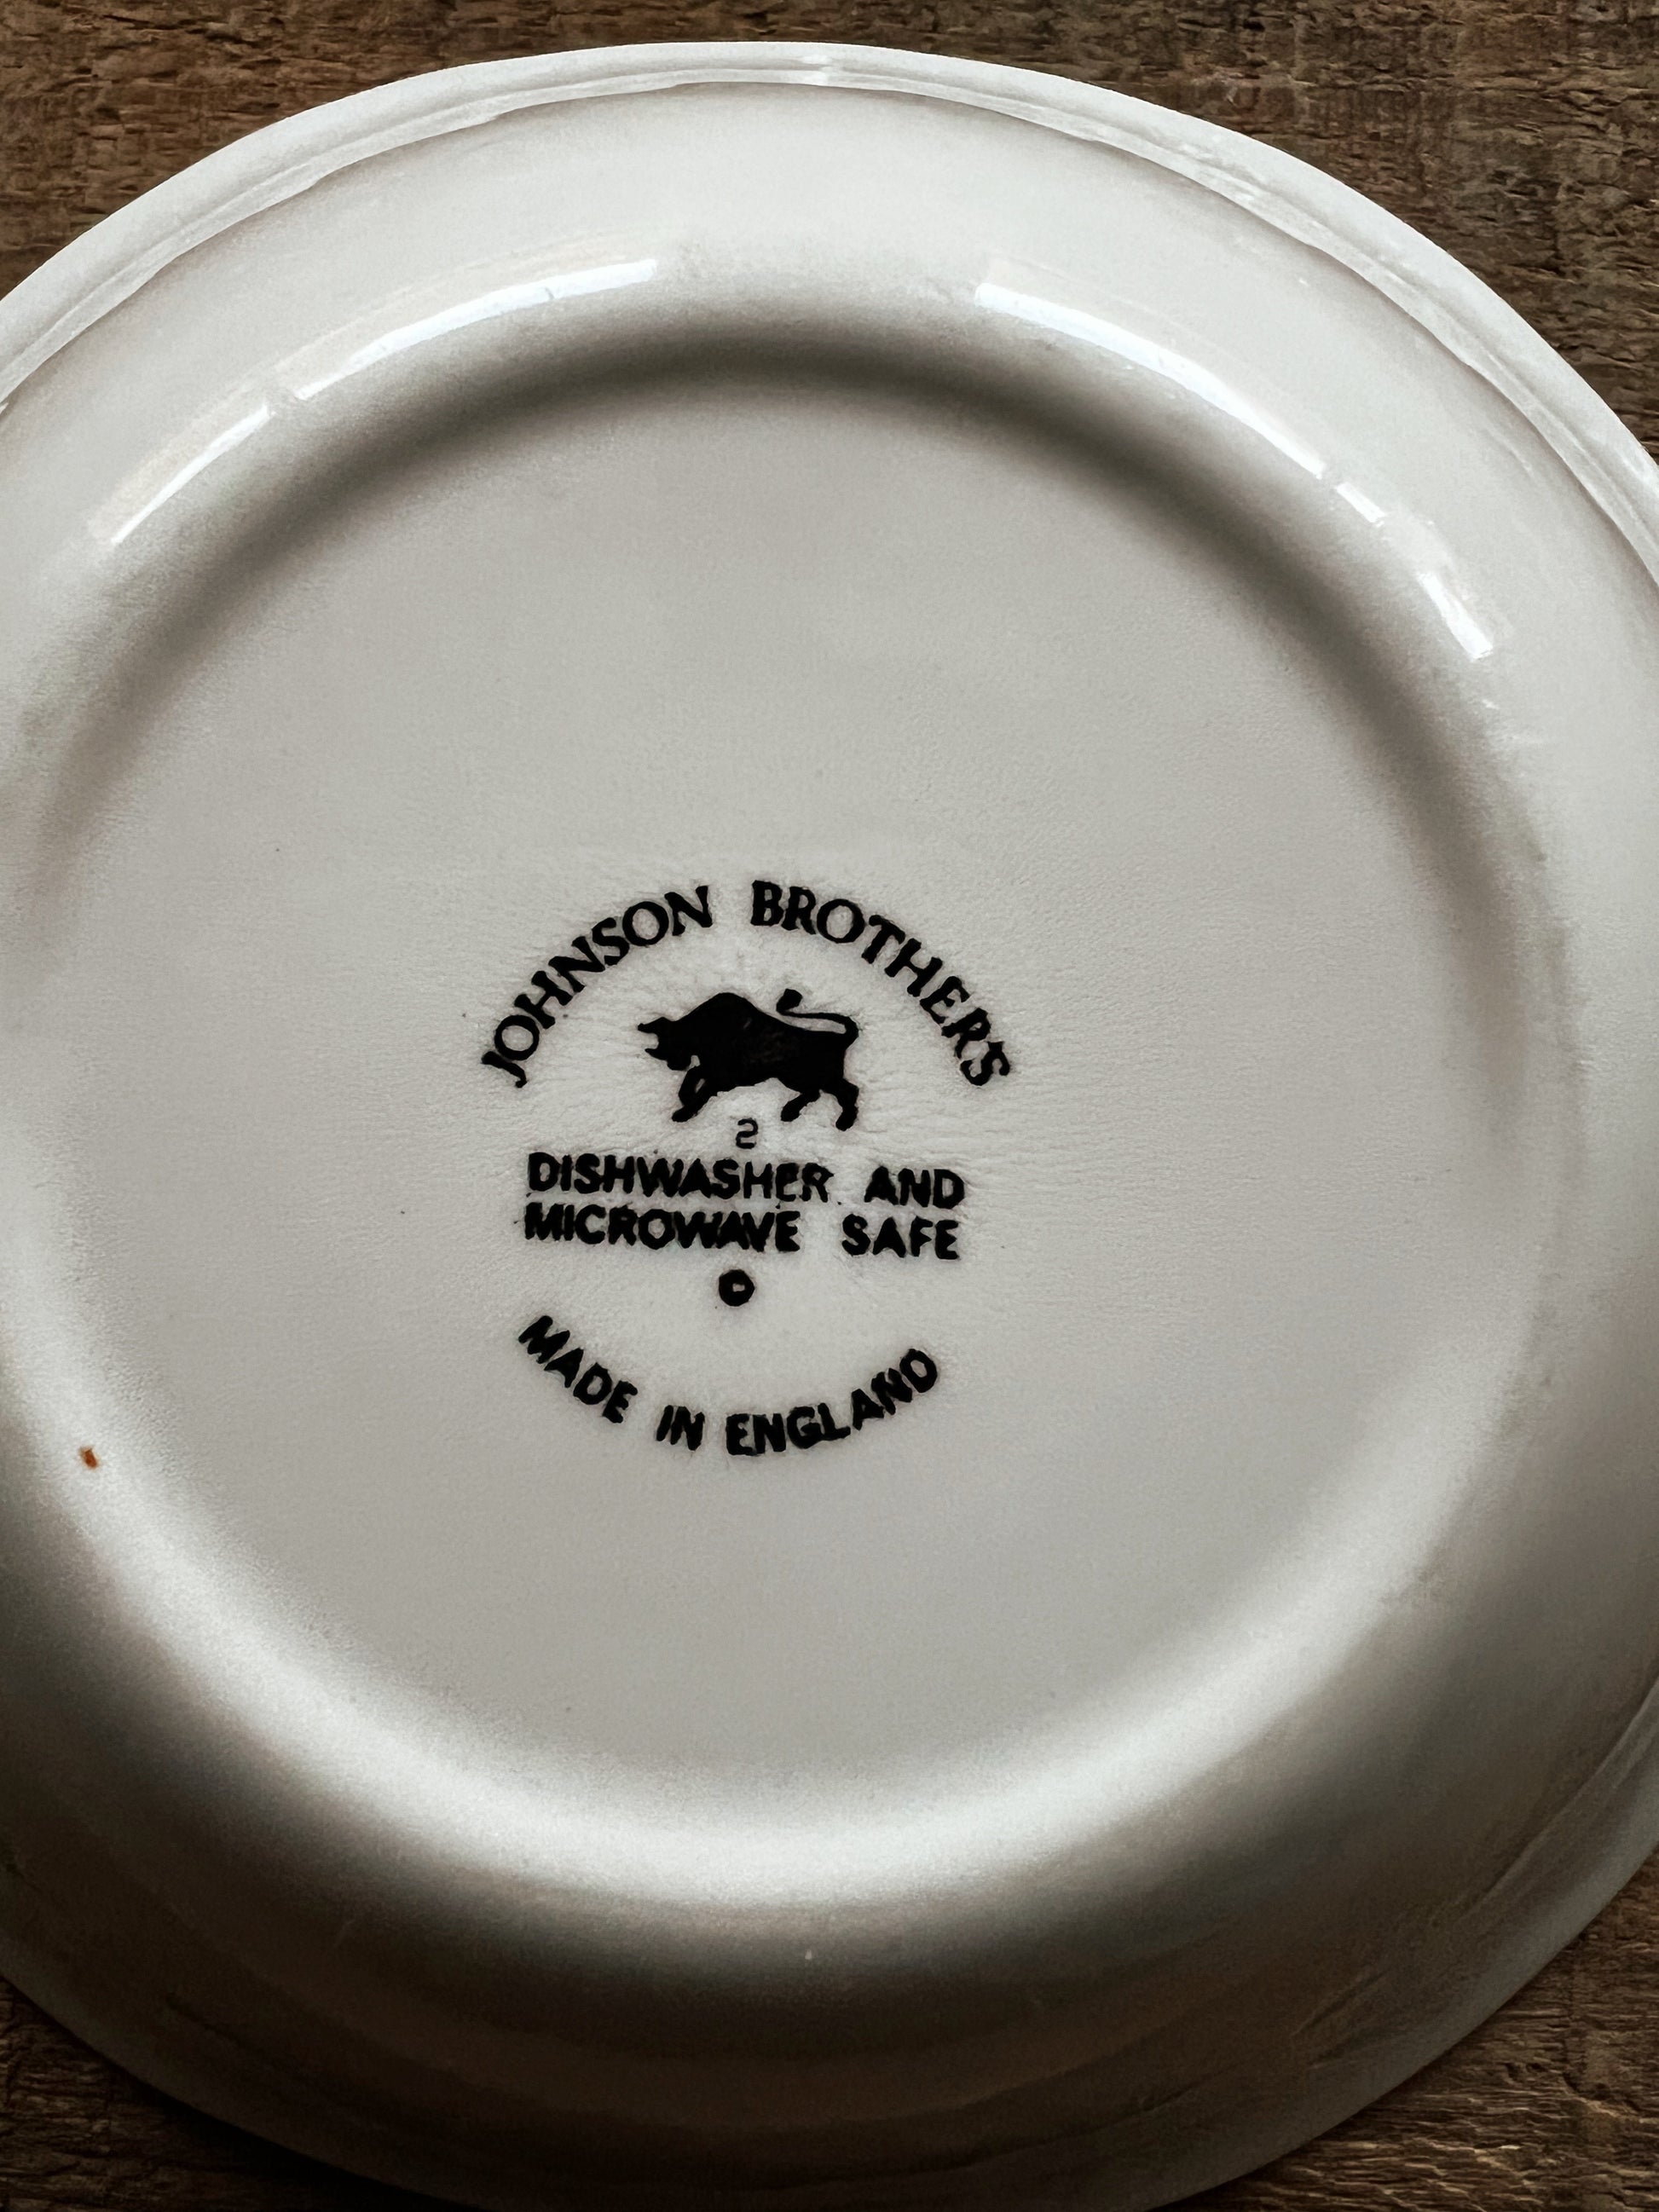 JOHNSON BROTHERS
2
DISHWASHER AND
MICROWAVE SAFE
©
MADE IN ENGLAND